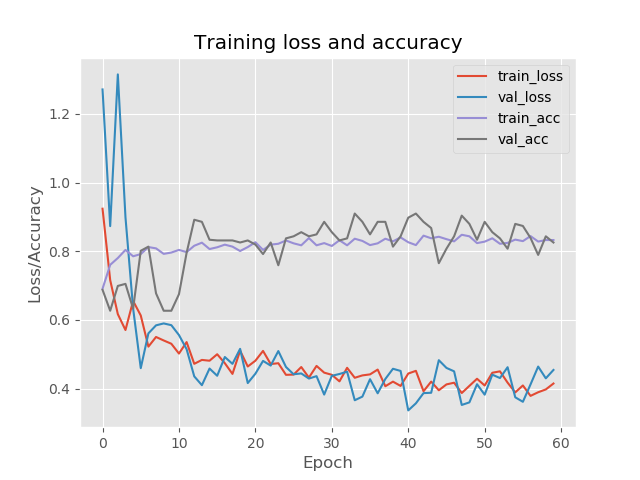 Training loss and accuracy
train_loss
val_loss
train_acc
val_acc
1.2
1.0
0.8
0.6
0.4
Loss/Accuracy
0 10 20 30 40 50 60
Epoch